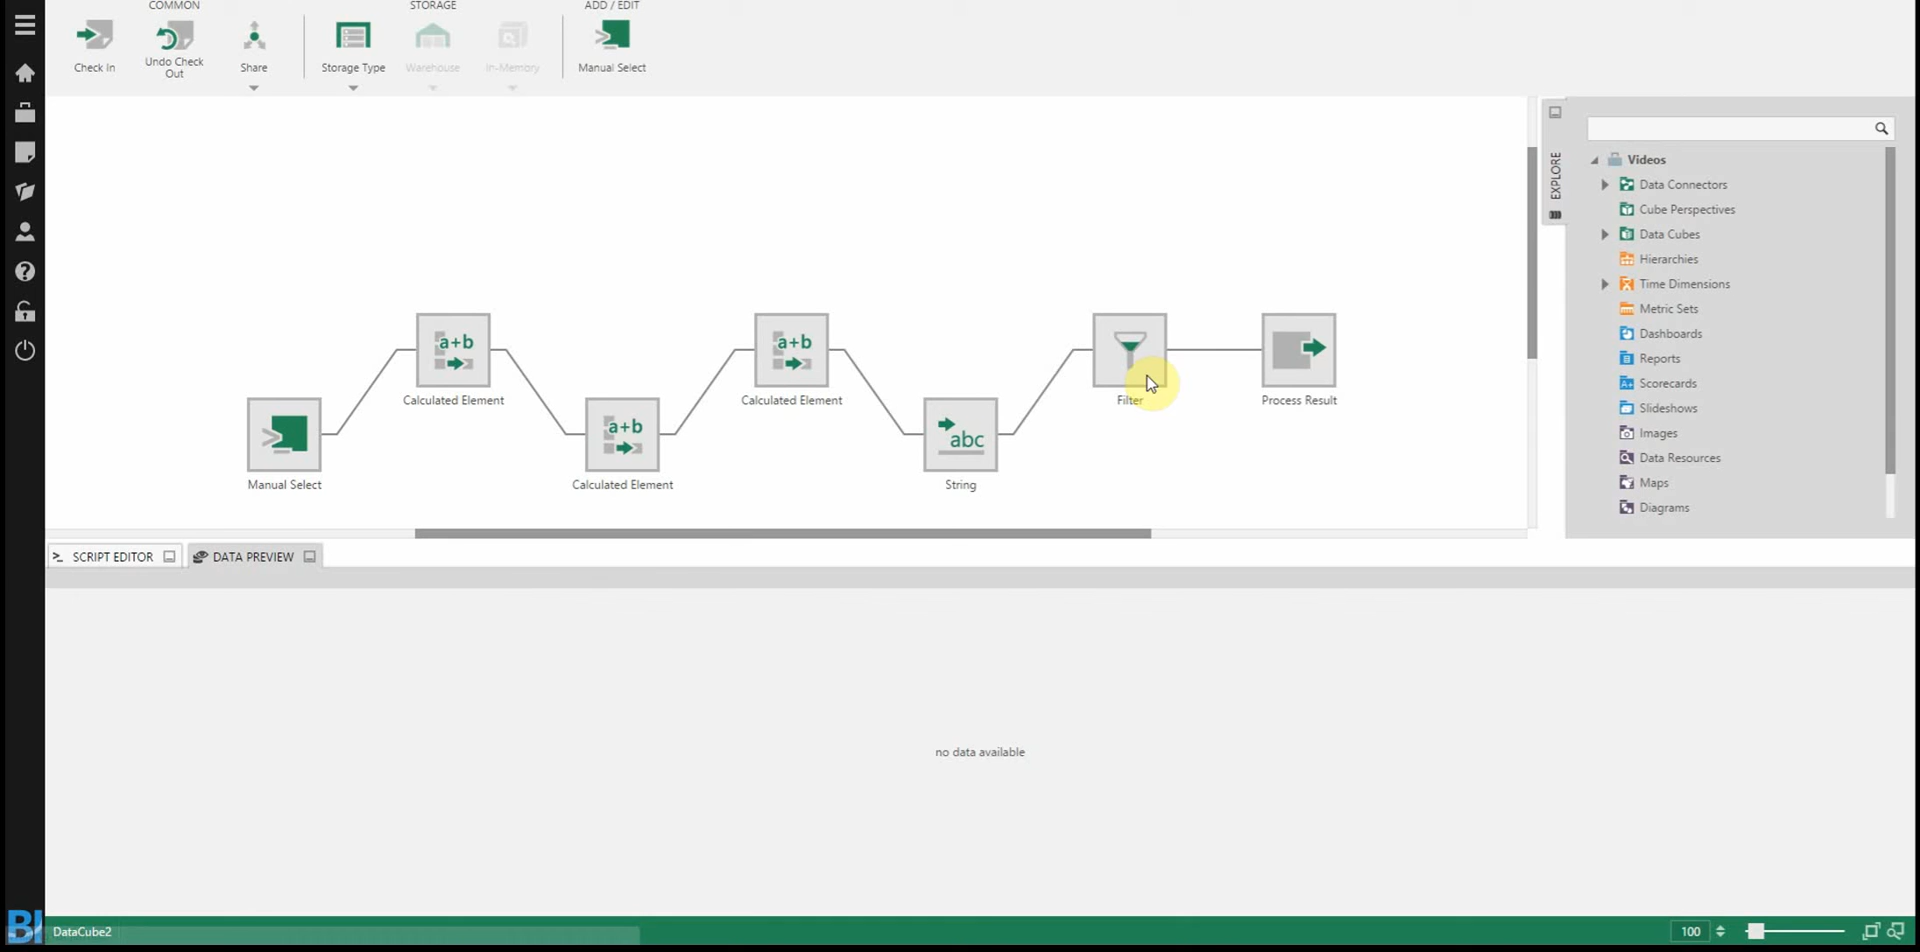 COMMON
STORAGE
ADD / EDIT
Check In
Undo Check
Out
Share
Storage Type
Warehouse
In-Memory
Manual Select
EXPLORE
Videos
Data Connectors
Cube Perspectives
Data Cubes
Hierarchies
Time Dimensions
Metric Sets
Dashboards
Reports
Scorecards
Slideshows
Images
Data Resources
Maps
Diagrams
a+b
Calculated Element
a+b
Calculated Element
Filter
Process Result
Manual Select
a+b
Calculated Element
abc
String
SCRIPT EDITOR
DATA PREVIEW
no data available
BI
DataCube2
100